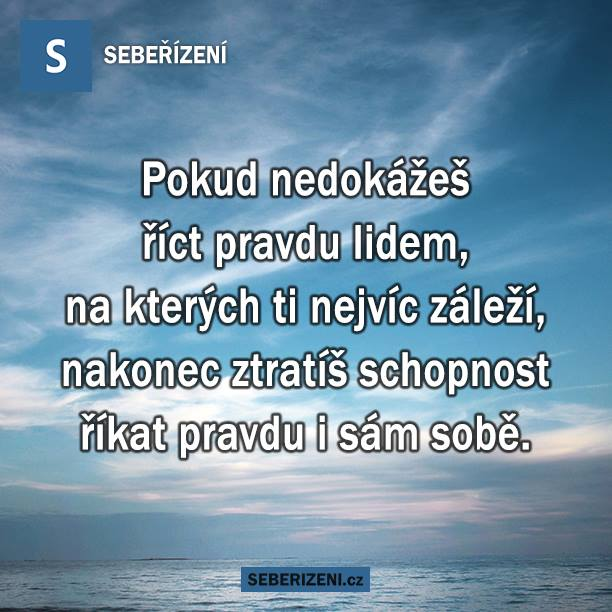 S SEBEŘÍZENÍ
Pokud nedokážeš
říct pravdu lidem,
na kterých ti nejvíc záleží,
nakonec ztratíš schopnost
říkat pravdu i sám sobě.
SEBERIZENI.cz